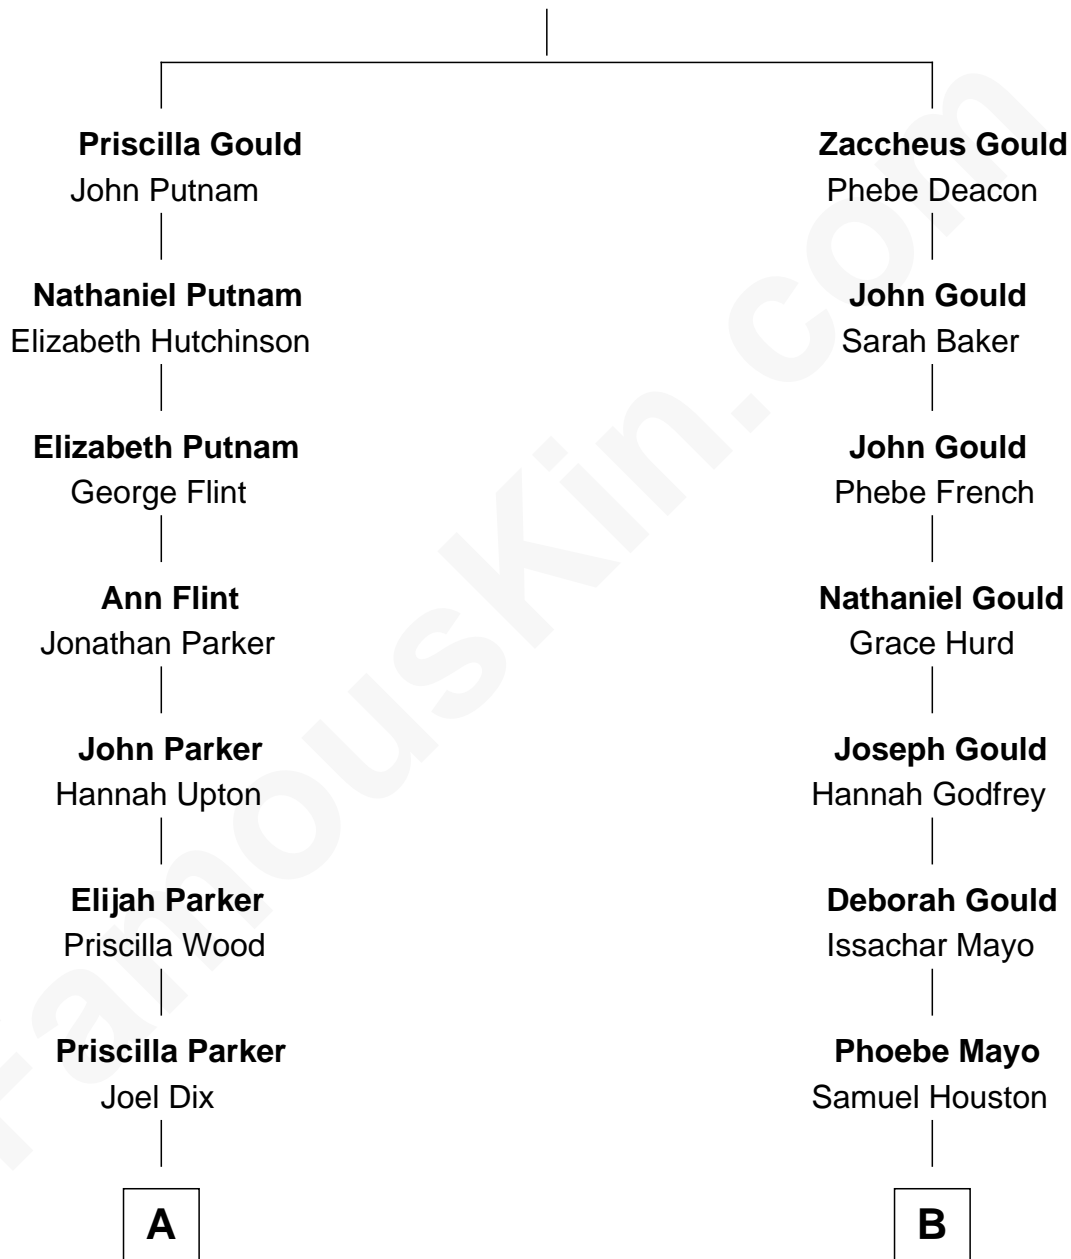 Priscilla Gould
John Putnam
Nathaniel Putnam
Elizabeth Hutchinson
Elizabeth Putnam
George Flint
Ann Flint
Jonathan Parker
John Parker
Hannah Upton
Elijah Parker
Priscilla Wood
Priscilla Parker
Joel Dix
A
Zaccheus Gould
Phebe Deacon
John Gould
Sarah Baker
John Gould
Phebe French
Nathaniel Gould
Grace Hurd
Joseph Gould
Hannah Godfrey
Deborah Gould
Issachar Mayo
Phoebe Mayo
Samuel Houston
B
FamousKin.com